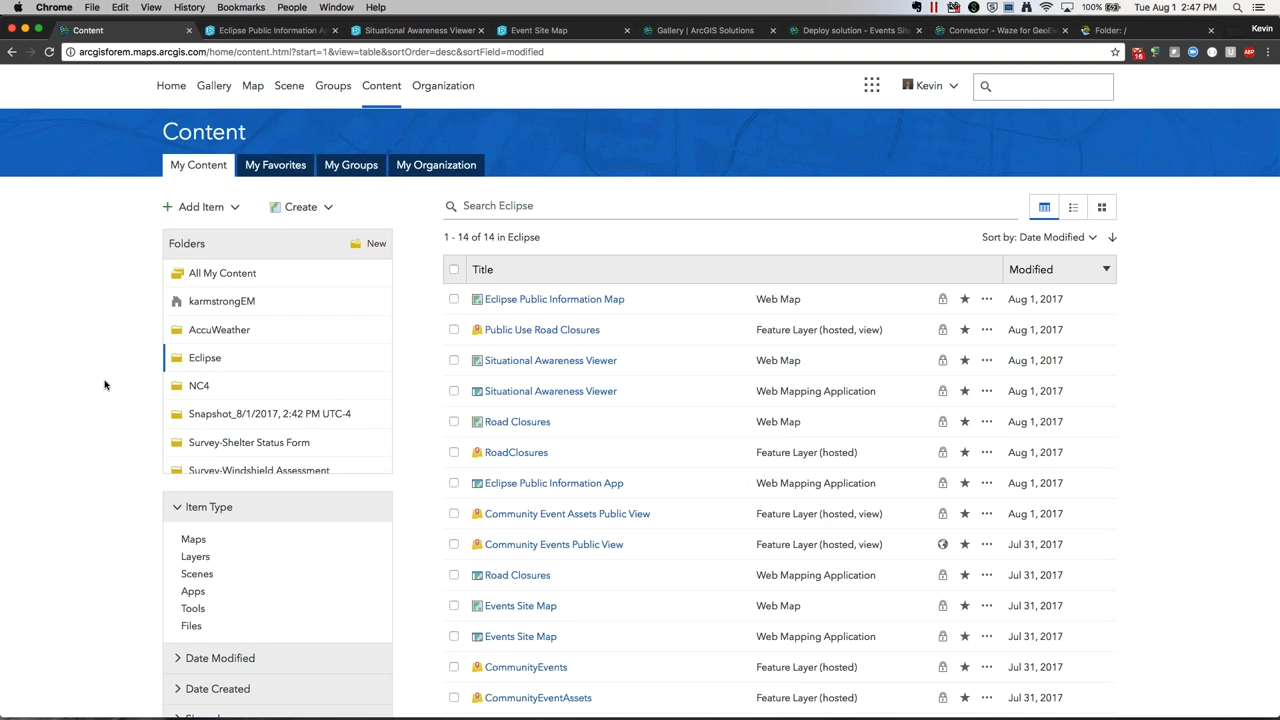 Chrome File Edit View History Bookmarks People Window Help 100% Tue Aug 1 2:47 PM
Content Eclipse Public Information A Situational Awareness Viewer Event Site Map Gallery | ArcGIS Solutions Deploy solution - Events Sit Connector - Waze for GeoEv Folder: / Kevin
arcgisforem.maps.arcgis.com/home/content.html?start=1&view=table&sortOrder=desc&sortField=modified 16 ABP
Home Gallery Map Scene Groups Content Organization Kevin
Content
My Content My Favorites My Groups My Organization
Add Item Create Search Eclipse
Folders New 1 - 14 of 14 in Eclipse Sort by: Date Modified
All My Content
karmstrongEM
AccuWeather
Eclipse
NC4
Snapshot_8/1/2017, 2:42 PM UTC-4
Survey-Shelter Status Form
Survey-Windshield Assessment
Item Type
Maps
Layers
Scenes
Apps
Tools
Files
Date Modified
Date Created
Title Modified
Eclipse Public Information Map Web Map Aug 1, 2017
Public Use Road Closures Feature Layer (hosted, view) Aug 1, 2017
Situational Awareness Viewer Web Map Aug 1, 2017
Situational Awareness Viewer Web Mapping Application Aug 1, 2017
Road Closures Web Map Aug 1, 2017
RoadClosures Feature Layer (hosted) Aug 1, 2017
Eclipse Public Information App Web Mapping Application Aug 1, 2017
Community Event Assets Public View Feature Layer (hosted, view) Aug 1, 2017
Community Events Public View Feature Layer (hosted, view) Jul 31, 2017
Road Closures Web Mapping Application Jul 31, 2017
Events Site Map Web Map Jul 31, 2017
Events Site Map Web Mapping Application Jul 31, 2017
CommunityEvents Feature Layer (hosted) Jul 31, 2017
CommunityEventAssets Feature Layer (hosted) Jul 31, 2017